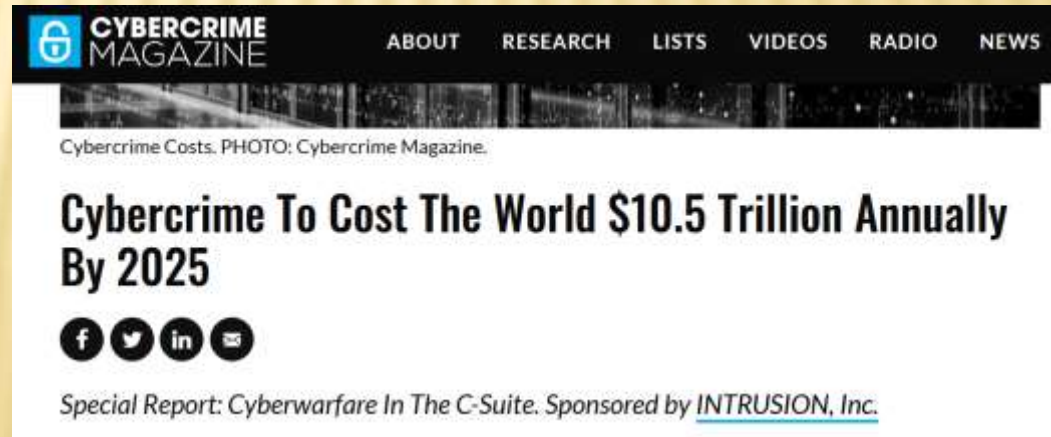 CYBERCRIME
MAGAZINE
ABOUT RESEARCH LISTS VIDEOS RADIO NEWS
Cybercrime Costs. PHOTO: Cybercrime Magazine.
Cybercrime To Cost The World $10.5 Trillion Annually
By 2025
Special Report: Cyberwarfare In The C-Suite. Sponsored by INTRUSION, Inc.